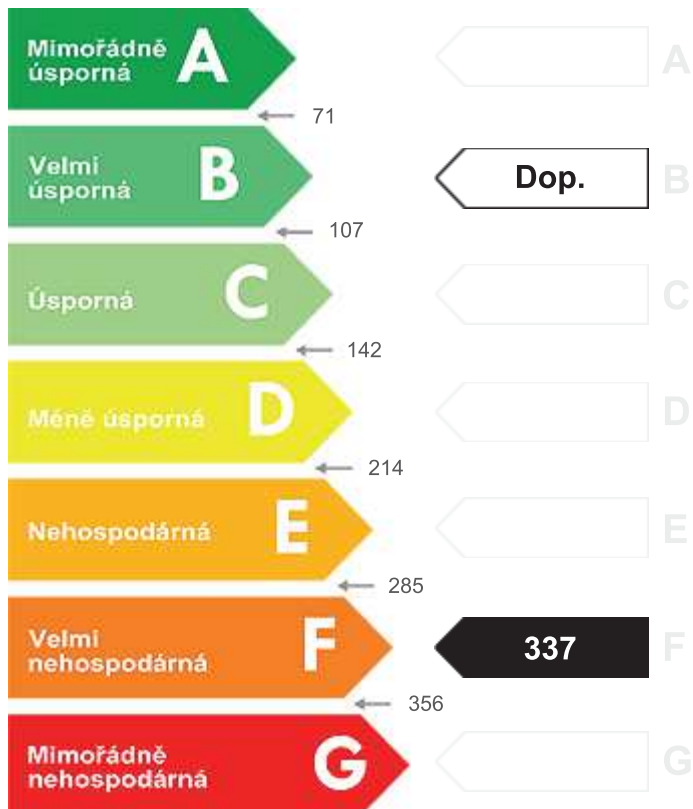 Mimořádně
úsporná
A
A
71
Velmi
úsporná
B
Dop.
B
107
Úsporná
C
C
142
Méně úsporná
D
D
214
Nehospodárná
E
E
285
Velmi
nehospodárná
F
337
F
356
Mimořádně
nehospodárná
G
G